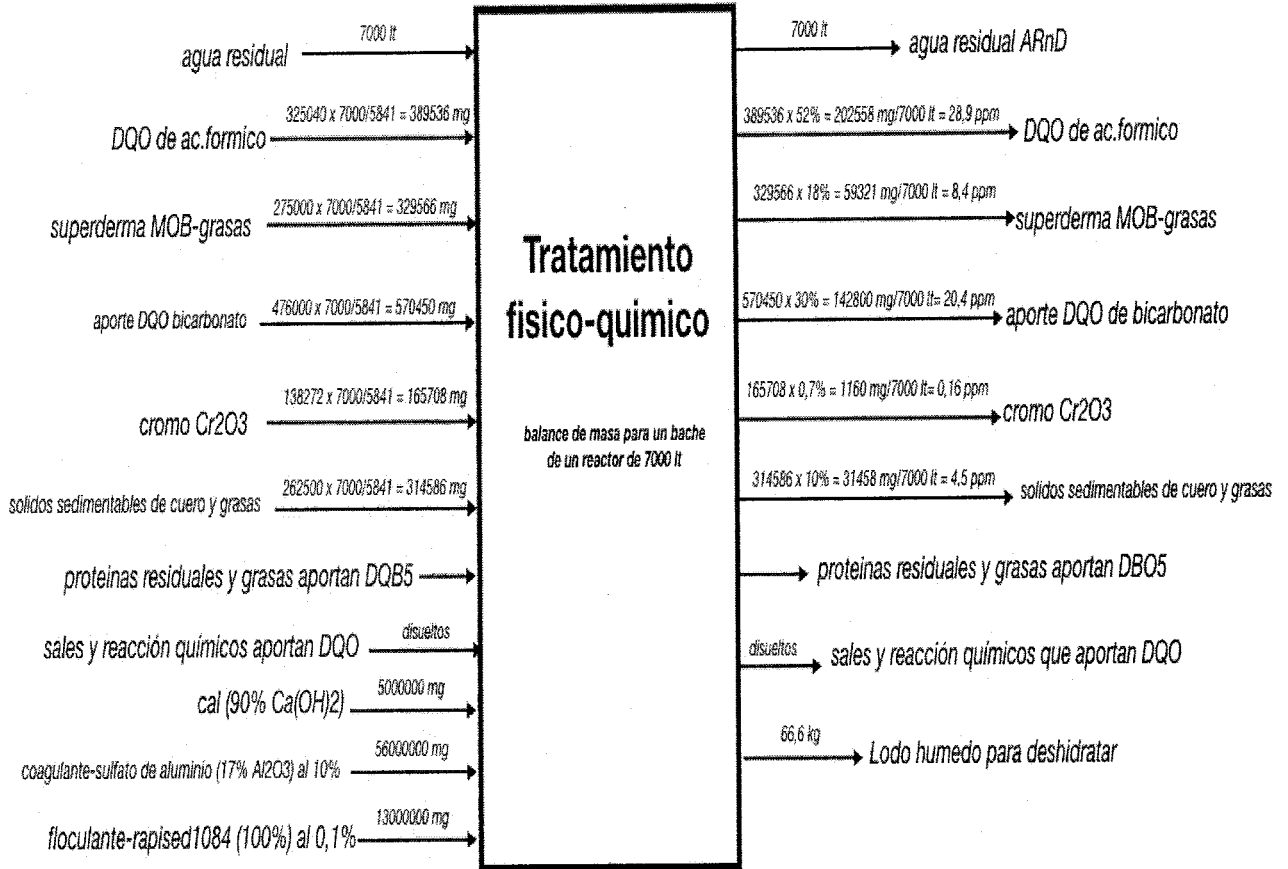 7000 lt
agua residual
325040 x 7000/5841 = 389536 mg
DQO de ac.formico
275000 x 7000/5841 = 329566 mg
superderma MOB-grasas
476000 x 7000/5841 = 570450 mg
aporte DQO bicarbonato
138272 x 7000/5841 = 165708 mg
cromo Cr2O3
262500 x 7000/5841 = 314586 mg
solidos sedimentables de cuero y grasas
proteinas residuales y grasas aportan DQB5
disueltos
sales y reacción químicos aportan DQO
5000000 mg
cal (90% Ca(OH)2)
56000000 mg
coagulante-sulfato de aluminio (17% Al2O3) al 10%
13000000 mg
floculante-rapised1084 (100%) al 0,1%
Tratamiento
fisico-quimico
balance de masa para un bache
de un reactor de 7000 lt
7000 lt
agua residual ARnD
389536 x 52% = 202558 mg/7000 lt = 28,9 ppm
DQO de ac.formico
329566 x 18% = 59321 mg/7000 lt = 8,4 ppm
superderma MOB-grasas
570450 x 30% = 142800 mg/7000 lt= 20,4 ppm
aporte DQO de bicarbonato
165708 x 0,7% = 1160 mg/7000 lt= 0,16 ppm
cromo Cr2O3
314586 x 10% = 31458 mg/7000 lt = 4,5 ppm
solidos sedimentables de cuero y grasas
proteinas residuales y grasas aportan DBO5
disueltos
sales y reacción químicos que aportan DQO
66,6 kg
Lodo humedo para deshidratar